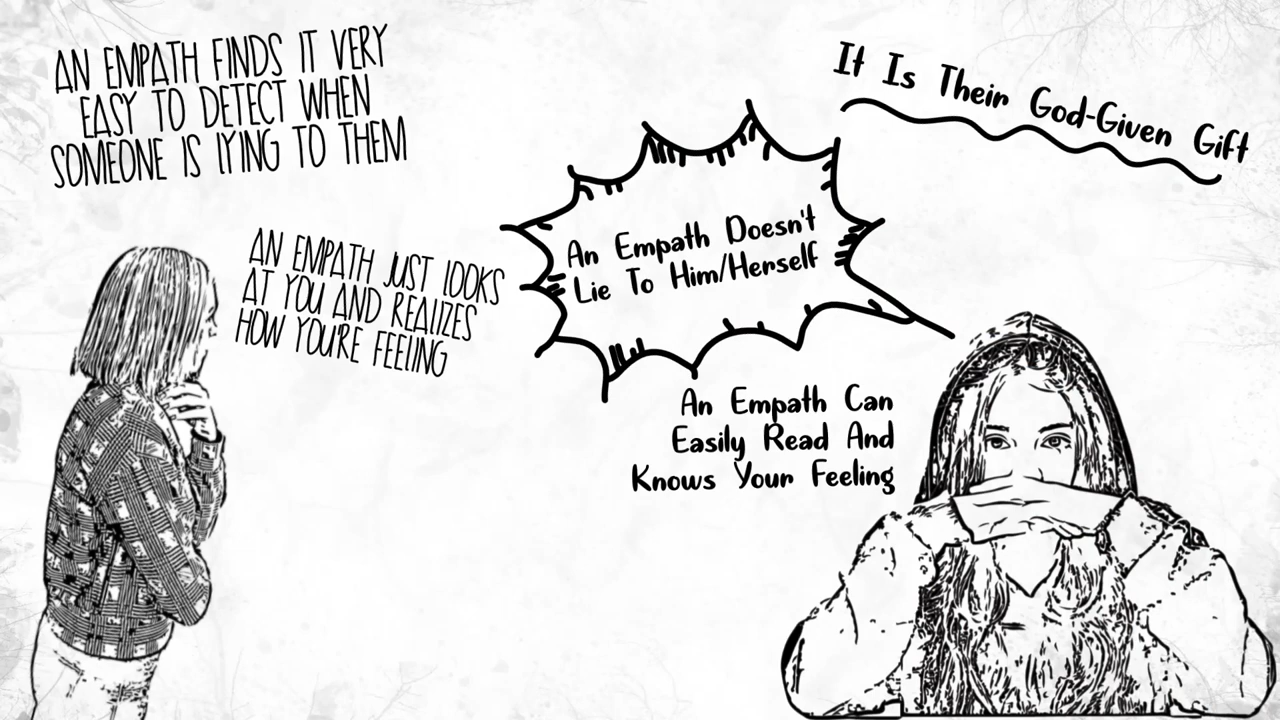 AN EMPATH FINDS IT VERY
EASY TO DETECT WHEN
SOMEONE IS LYING TO THEM
AN EMPATH JUST LOOKS
AT YOU AND REALIZES
HOW YOU'RE FEELING
An Empath Doesn't
Lie To Him/Herself
It Is Their God-Given Gift
An Empath Can
Easily Read And
Knows Your Feeling